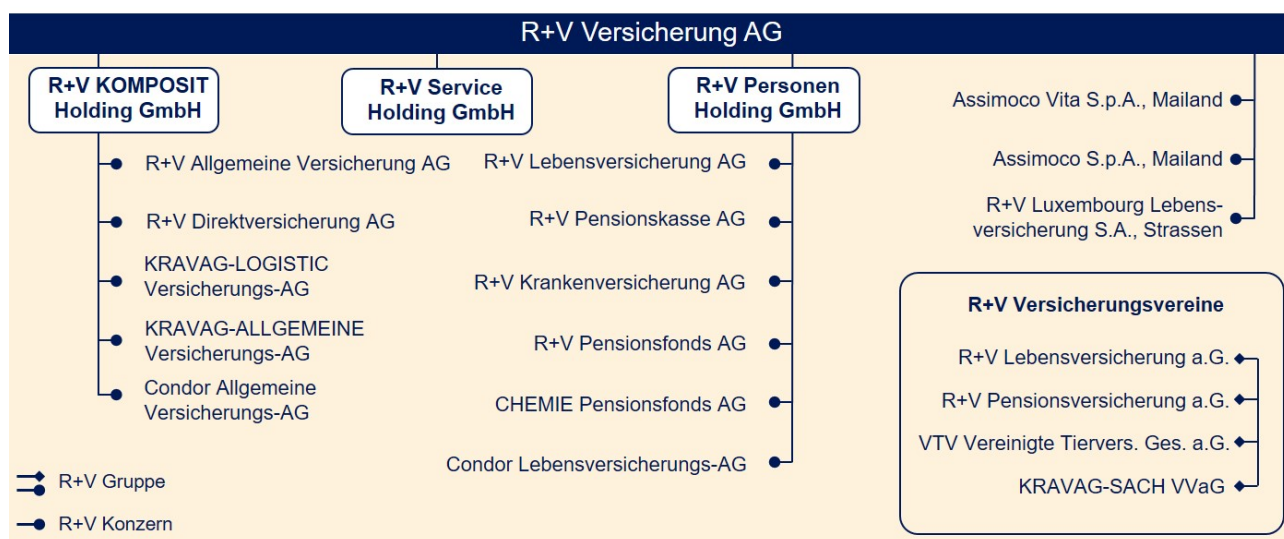 R+V Versicherung AG
R+V KOMPOSIT
Holding GmbH
R+V Allgemeine Versicherung AG
R+V Direktversicherung AG
KRAVAG-LOGISTIC
Versicherungs-AG
KRAVAG-ALLGEMEINE
Versicherungs-AG
Condor Allgemeine
Versicherungs-AG
R+V Service
Holding GmbH
R+V Personen
Holding GmbH
R+V Lebensversicherung AG
R+V Pensionskasse AG
R+V Krankenversicherung AG
R+V Pensionsfonds AG
CHEMIE Pensionsfonds AG
Condor Lebensversicherungs-AG
Assimoco Vita S.p.A., Mailand
Assimoco S.p.A., Mailand
R+V Luxembourg Lebens-
versicherung S.A., Strassen
R+V Versicherungsvereine
R+V Lebensversicherung a.G.
R+V Pensionsversicherung a.G.
VTV Vereinigte Tiervers. Ges. a.G.
KRAVAG-SACH VVaG
R+V Gruppe
R+V Konzern